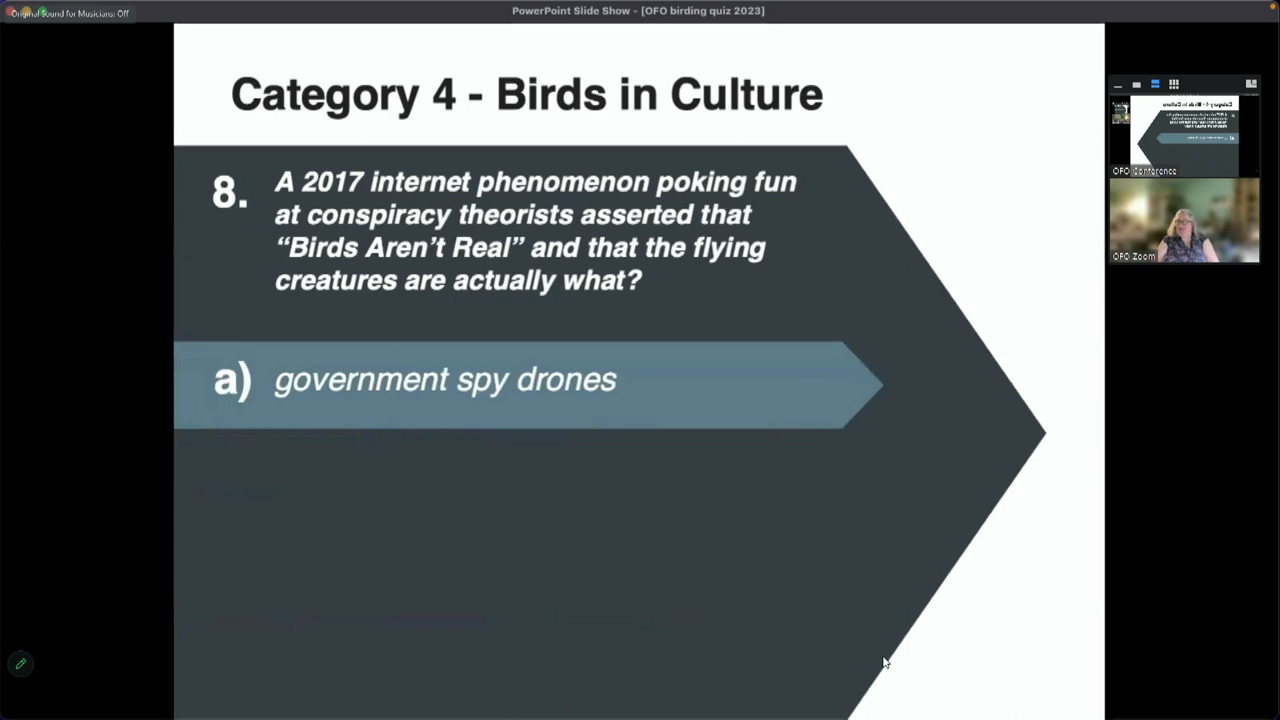 Original Sound for Musicians: Off
PowerPoint Slide Show - [OFO birding quiz 2023]
Category 4 - Birds in Culture
8.
A 2017 internet phenomenon poking fun
at conspiracy theorists asserted that
“Birds Aren’t Real” and that the flying
creatures are actually what?
a) government spy drones
OFO Conference
OFO Zoom